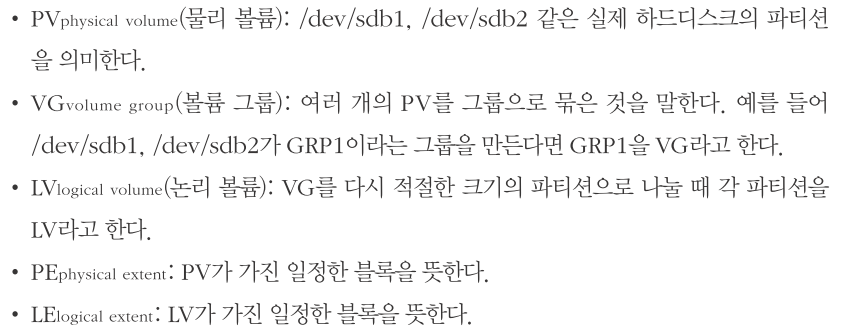 • PVphysical volume(물리 볼륨): /dev/sdb1, /dev/sdb2 같은 실제 하드디스크의 파티션
을 의미한다.
• VGvolume group(볼륨 그룹): 여러 개의 PV를 그룹으로 묶은 것을 말한다. 예를 들어
/dev/sdb1, /dev/sdb2가 GRP1이라는 그룹을 만든다면 GRP1을 VG라고 한다.
• LVlogical volume(논리 볼륨): VG를 다시 적절한 크기의 파티션으로 나눌 때 각 파티션을
LV라고 한다.
• PEphysical extent: PV가 가진 일정한 블록을 뜻한다.
• LElogical extent: LV가 가진 일정한 블록을 뜻한다.